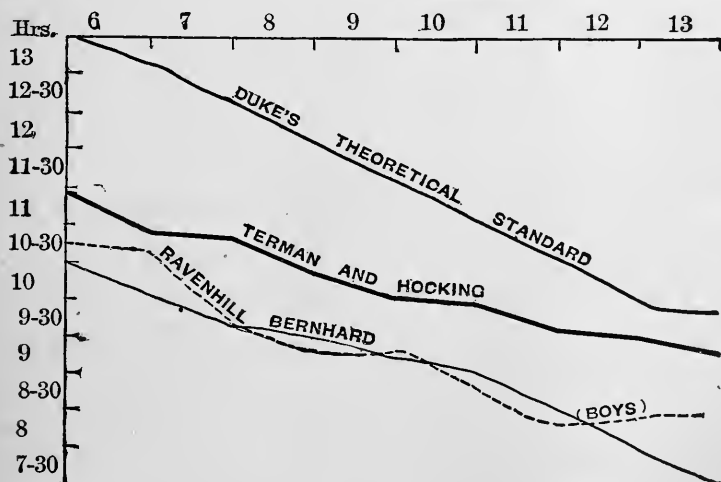 Hrs. 6 7 8 9 10 11 12 13
13
12-30
12
11-30
11
10-30
10
9-30
9
8-30
8
7-30
DUKE'S THEORETICAL STANDARD
TERMAN AND HOCKING
RAVENHILL
BERNHARD
(BOYS)